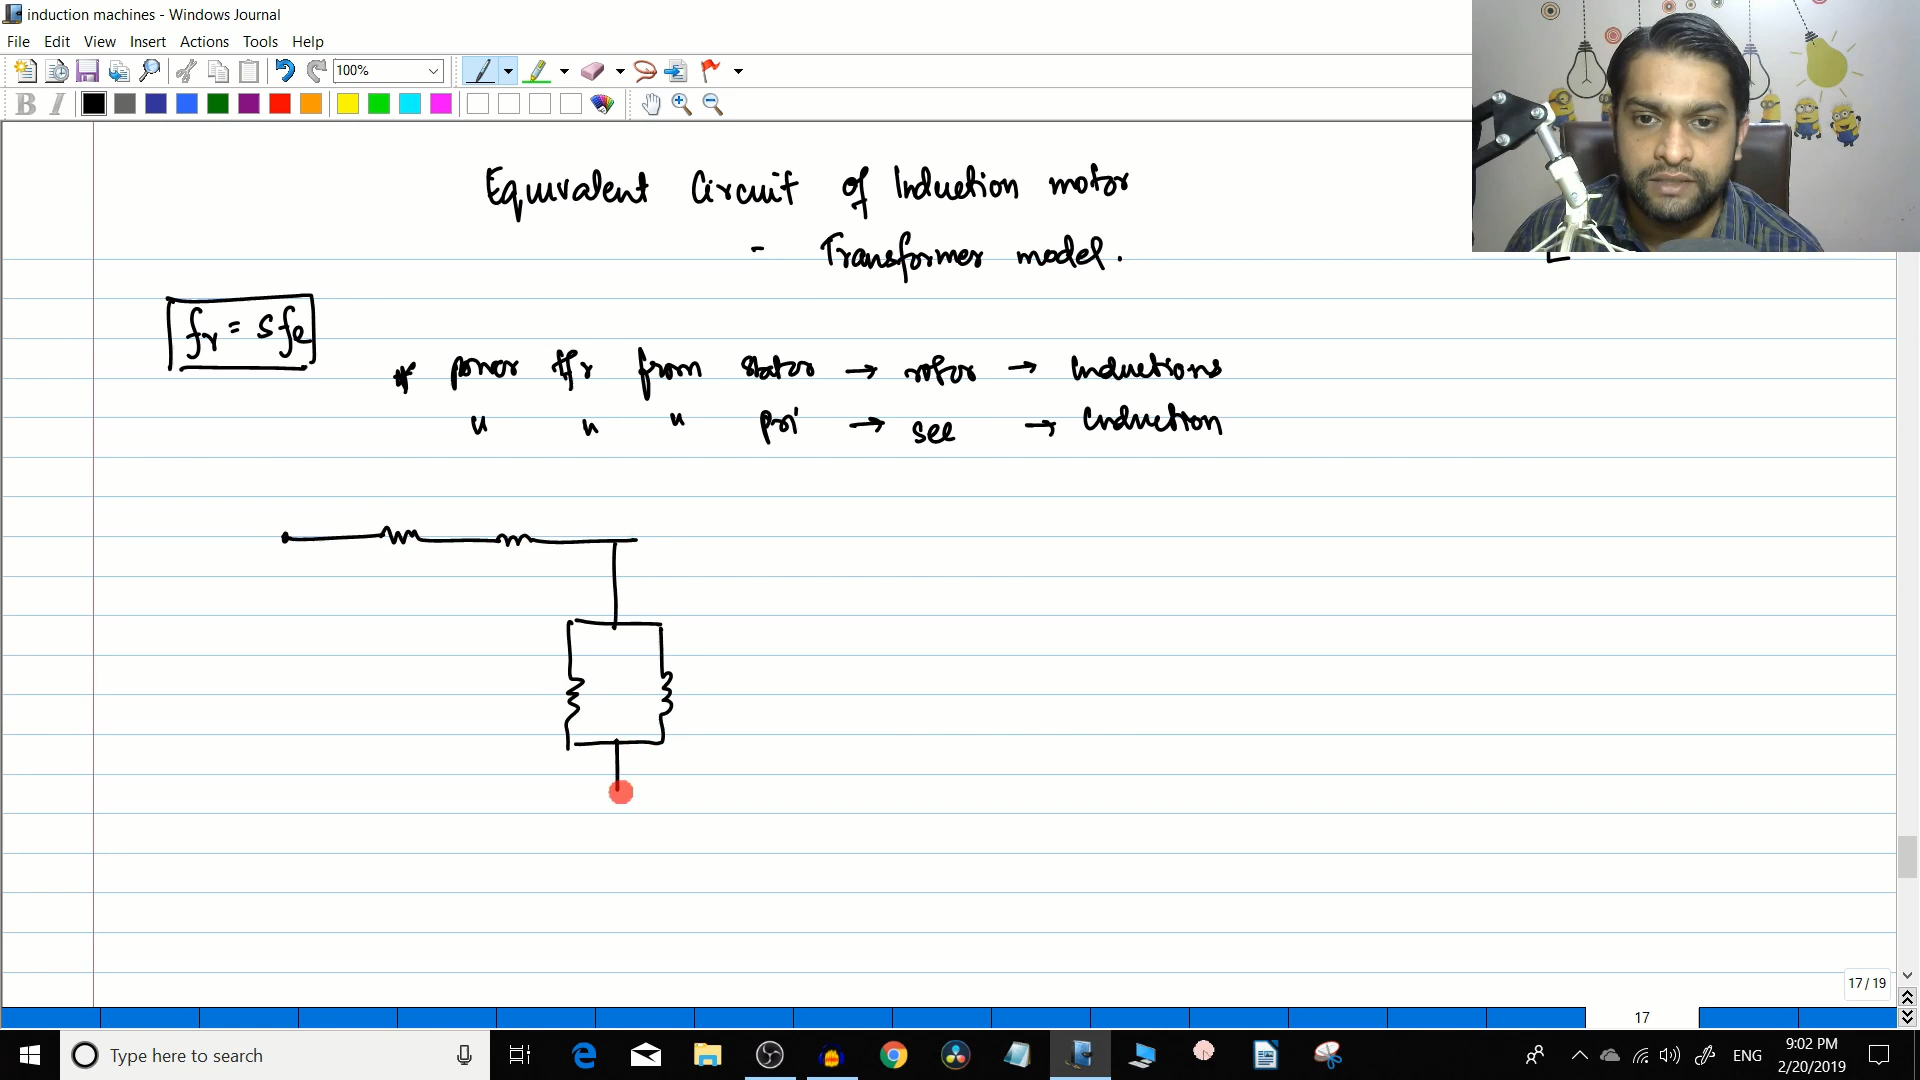 induction machines - Windows Journal
File Edit View Insert Actions Tools Help
100%
B I
Equivalent Circuit of Induction motor
- Transformer model.
fr = sfe
* power tfr from stator → rotor → Inductions
" " " pri → sec → Induction
17 / 19
17
Type here to search
ENG
9:02 PM
2/20/2019